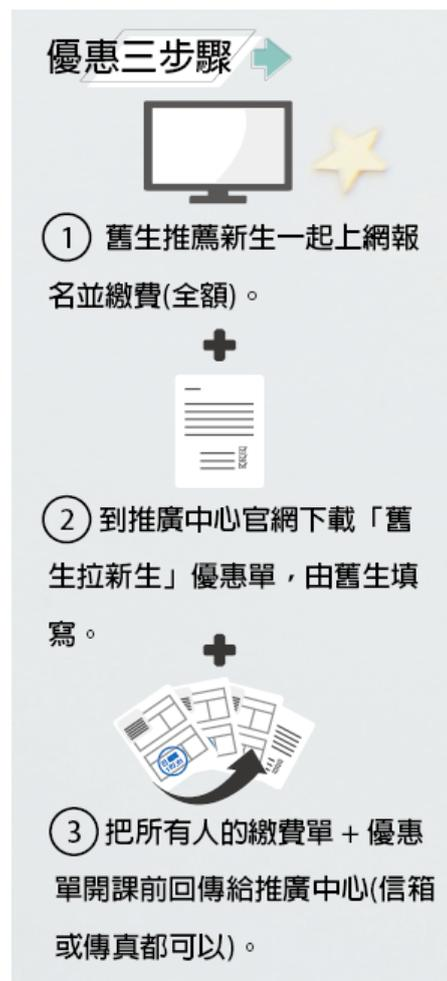 優惠三步驟
① 舊生推薦新生一起上網報
名並繳費(全額)。
② 到推廣中心官網下載「舊
生拉新生」優惠單,由舊生填
寫。
③ 把所有人的繳費單 + 優惠
單開課前回傳給推廣中心(信箱
或傳真都可以)。